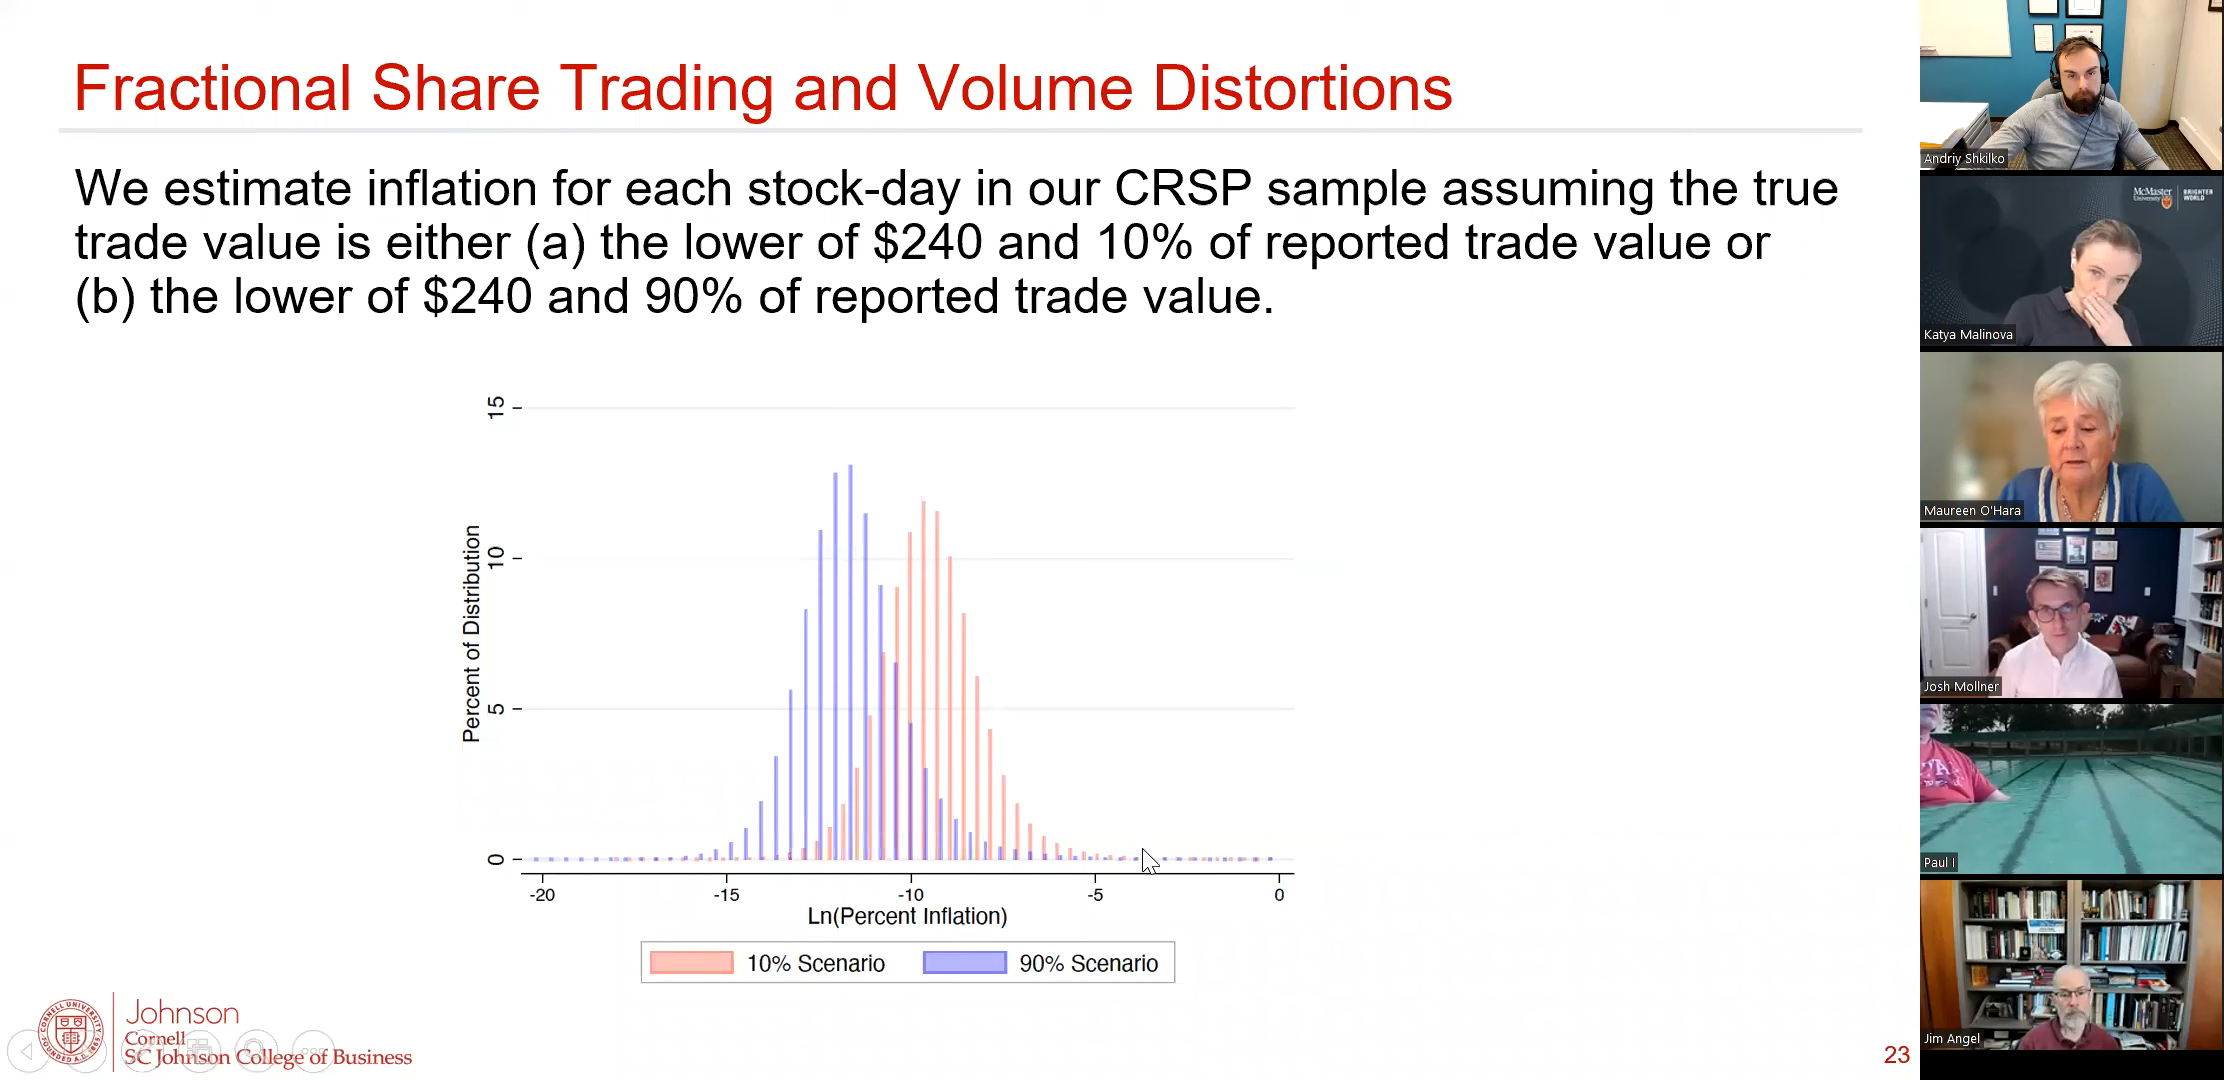 Fractional Share Trading and Volume Distortions
We estimate inflation for each stock-day in our CRSP sample assuming the true
trade value is either (a) the lower of $240 and 10% of reported trade value or
(b) the lower of $240 and 90% of reported trade value.
15
10
5
0
Percent of Distribution
-20 -15 -10 -5 0
Ln(Percent Inflation)
10% Scenario 90% Scenario
Johnson
Cornell
SC Johnson College of Business
23
Andriy Shkilko
McMaster University BRIGHTER WORLD
Katya Malinova
Maureen O'Hara
Josh Mollner
Paul I
Jim Angel